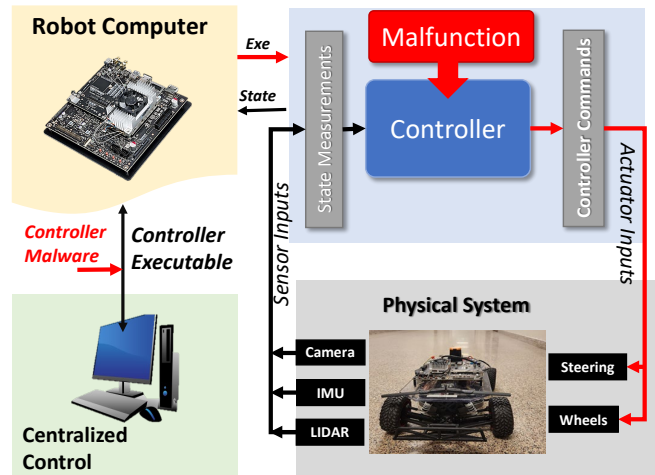 Robot Computer
Exe
State
State Measurements
Malfunction
Controller
Controller Commands
Actuator Inputs
Sensor Inputs
Controller
Malware
Controller
Executable
Centralized
Control
Physical System
Camera
IMU
LIDAR
Steering
Wheels